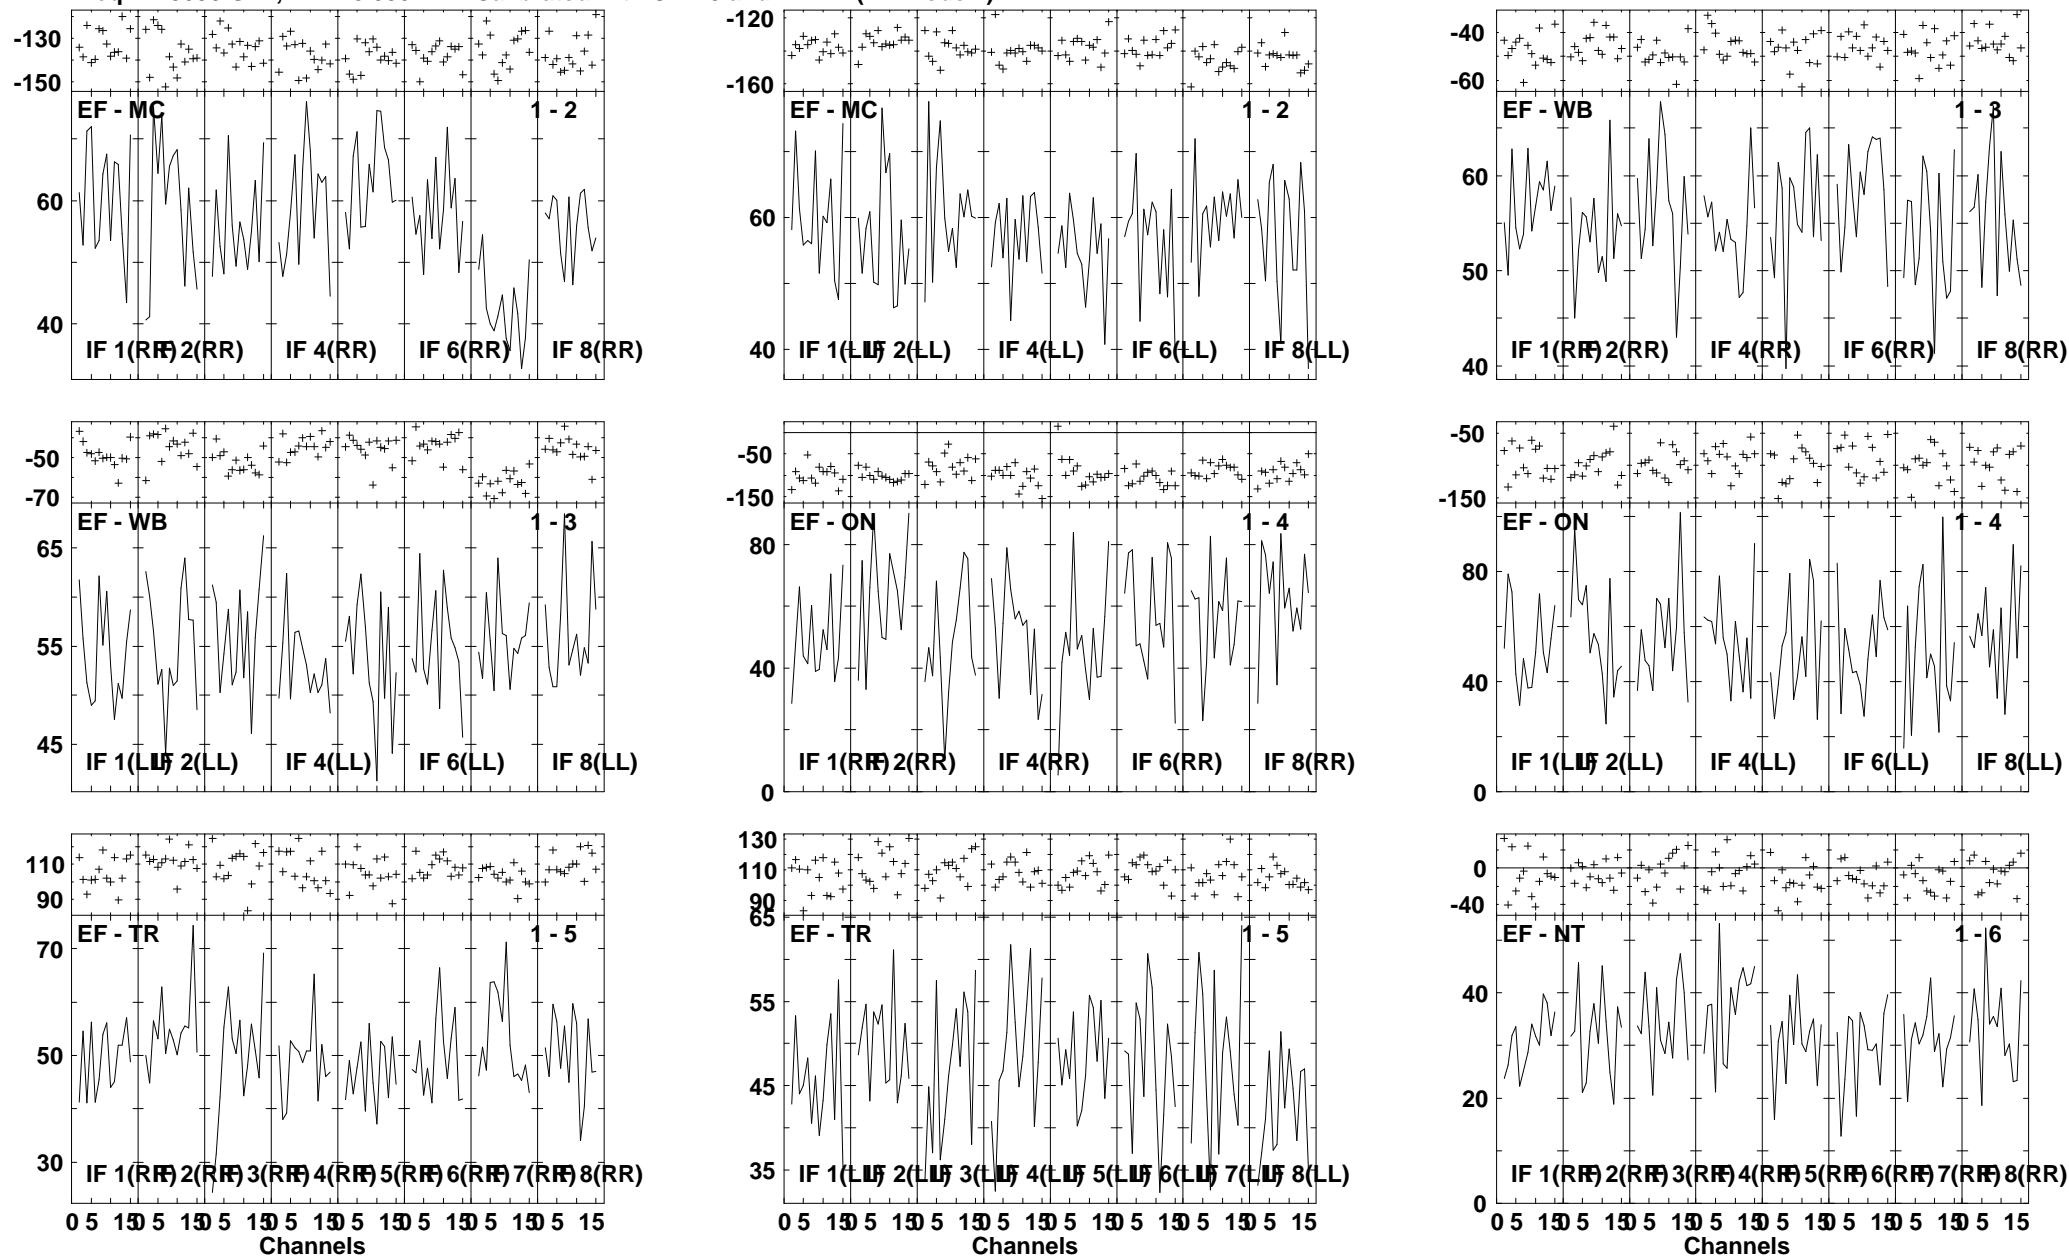 -130
-150
EF - MC 1 - 2
60
40
IF 1(RR) IF 2(RR) IF 4(RR) IF 6(RR) IF 8(RR)
-120
-160
EF - MC 1 - 2
60
40
IF 1(LL) IF 2(LL) IF 4(LL) IF 6(LL) IF 8(LL)
-40
-60
EF - WB 1 - 3
60
50
40
IF 1(RR) IF 2(RR) IF 4(RR) IF 6(RR) IF 8(RR)
-50
-70
EF - WB 1 - 3
65
55
45
IF 1(LL) IF 2(LL) IF 4(LL) IF 6(LL) IF 8(LL)
-50
-150
EF - ON 1 - 4
80
40
0
IF 1(RR) IF 2(RR) IF 4(RR) IF 6(RR) IF 8(RR)
-50
-150
EF - ON 1 - 4
80
40
0
IF 1(LL) IF 2(LL) IF 4(LL) IF 6(LL) IF 8(LL)
110
90
EF - TR 1 - 5
70
50
30
IF 1(RR) IF 2(RR) IF 3(RR) IF 4(RR) IF 5(RR) IF 6(RR) IF 7(RR) IF 8(RR)
0 5 15 0 5 15 0 5 15 0 5 15 0 5 15 0 5 15 0 5 15 0 5 15
Channels
130
110
90
65
EF - TR 1 - 5
55
45
35
IF 1(LL) IF 2(LL) IF 3(LL) IF 4(LL) IF 5(LL) IF 6(LL) IF 7(LL) IF 8(LL)
0 5 15 0 5 15 0 5 15 0 5 15 0 5 15 0 5 15 0 5 15 0 5 15
Channels
0
-40
EF - NT 1 - 6
40
20
0
IF 1(RR) IF 2(RR) IF 3(RR) IF 4(RR) IF 5(RR) IF 6(RR) IF 7(RR) IF 8(RR)
0 5 15 0 5 15 0 5 15 0 5 15 0 5 15 0 5 15 0 5 15 0 5 15
Channels